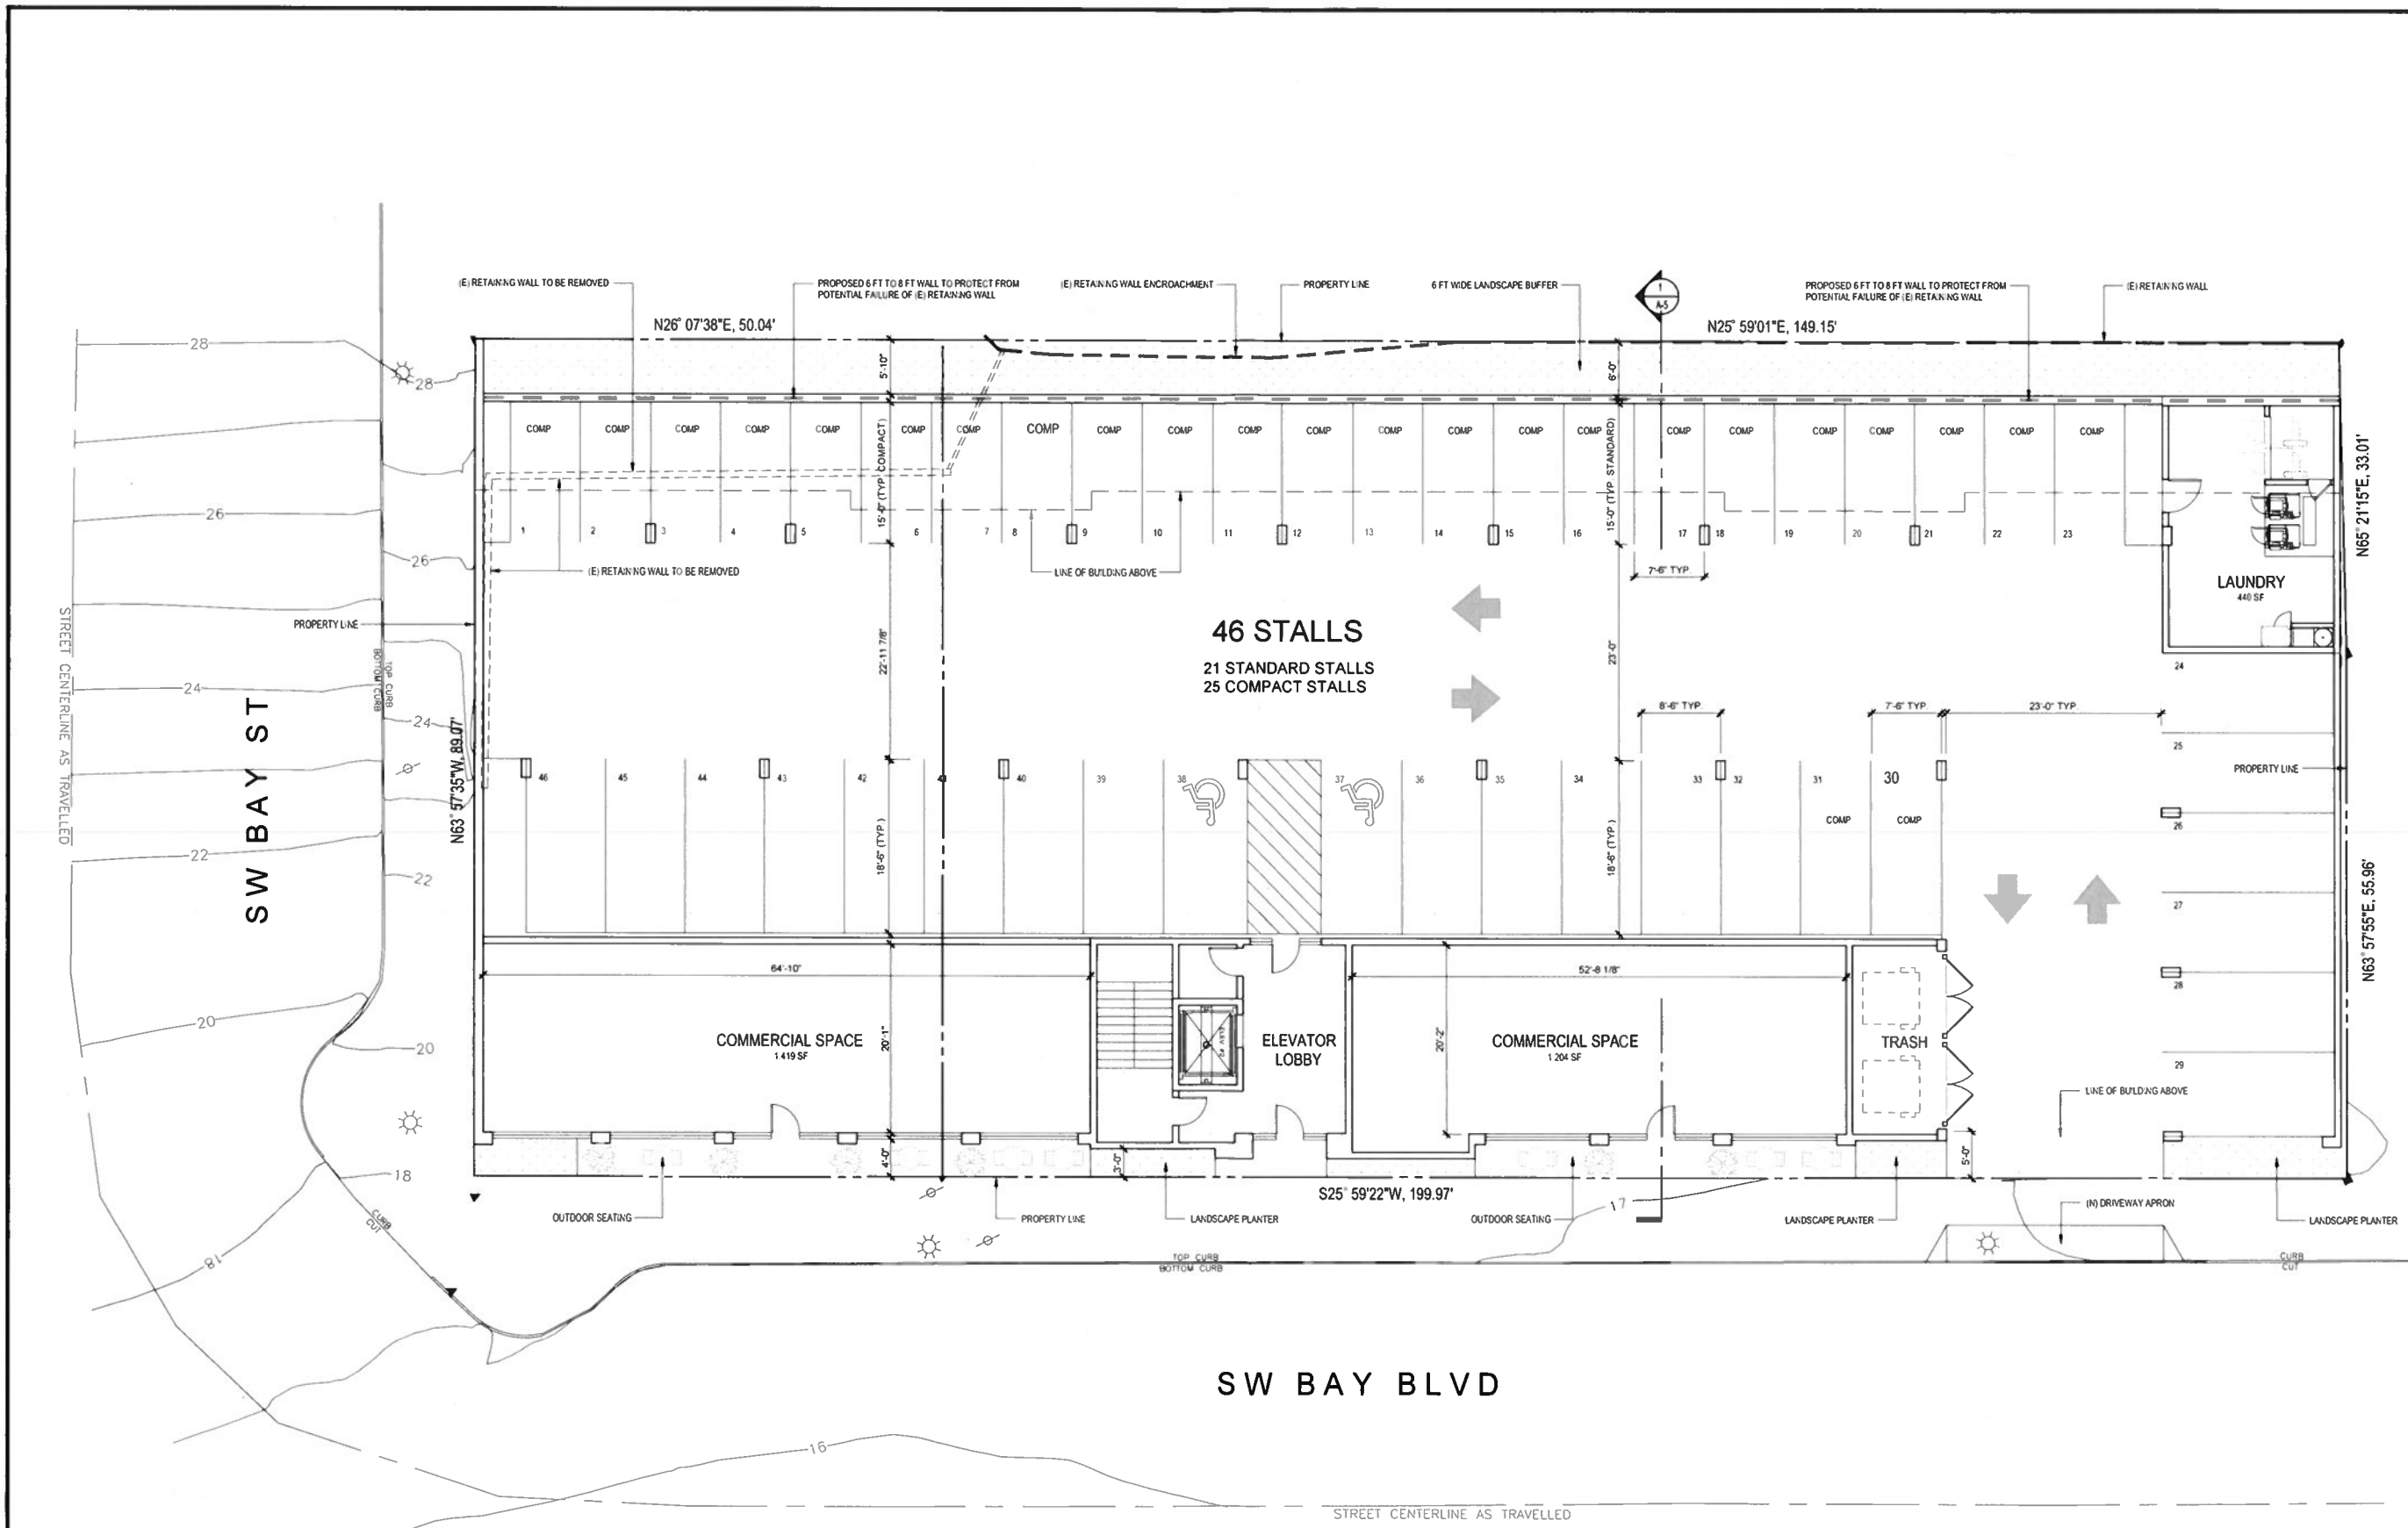 (E) RETAINING WALL TO BE REMOVED
PROPOSED 6 FT TO 8 FT WALL TO PROTECT FROM
POTENTIAL FAILURE OF (E) RETAINING WALL
(E) RETAINING WALL ENCROACHMENT
PROPERTY LINE
6 FT WIDE LANDSCAPE BUFFER
1
A-5
PROPOSED 6 FT TO 8 FT WALL TO PROTECT FROM
POTENTIAL FAILURE OF (E) RETAINING WALL
(E) RETAINING WALL
N26° 07'38"E, 50.04'
N25° 59'01"E, 149.15'
28
28
5'-10"
6'-0"
COMP COMP COMP COMP COMP COMP COMP COMP COMP COMP COMP COMP COMP COMP COMP COMP COMP COMP COMP COMP COMP COMP COMP
15'-0" (TYP COMPACT)
15'-0" (TYP STANDARD)
N65° 21'15"E, 33.01'
26
26
1 2 3 4 5 6 7 8 9 10 11 12 13 14 15 16 17 18 19 20 21 22 23
(E) RETAINING WALL TO BE REMOVED
LINE OF BUILDING ABOVE
7'-6" TYP.
LAUNDRY
440 SF
PROPERTY LINE
46 STALLS
21 STANDARD STALLS
25 COMPACT STALLS
22'-11 7/8"
23'-0"
STREET CENTERLINE AS TRAVELLED
SW BAY ST
TOP CURB
BOTTOM CURB
24
24
N63° 57'35"W, 89.07'
8'-6" TYP.
7'-6" TYP.
23'-0" TYP.
24
25
PROPERTY LINE
46 45 44 43 42 41 40 39 38 37 36 35 34 33 32 31 30
COMP COMP
26
22
22
18'-6" (TYP.)
18'-6" (TYP.)
27
N63° 57'55"E, 55.96'
28
64'-10"
52'-8 1/8"
20
20
COMMERCIAL SPACE
1 419 SF
20'-1"
ELEVATOR
LOBBY
20'-2"
COMMERCIAL SPACE
1 204 SF
TRASH
29
LINE OF BUILDING ABOVE
4'-0"
3'-0"
5'-0"
18
18
CURB
CUT
S25° 59'22"W, 199.97'
17
OUTDOOR SEATING
PROPERTY LINE
LANDSCAPE PLANTER
OUTDOOR SEATING
LANDSCAPE PLANTER
(N) DRIVEWAY APRON
LANDSCAPE PLANTER
TOP CURB
BOTTOM CURB
CURB
CUT
SW BAY BLVD
16
STREET CENTERLINE AS TRAVELLED